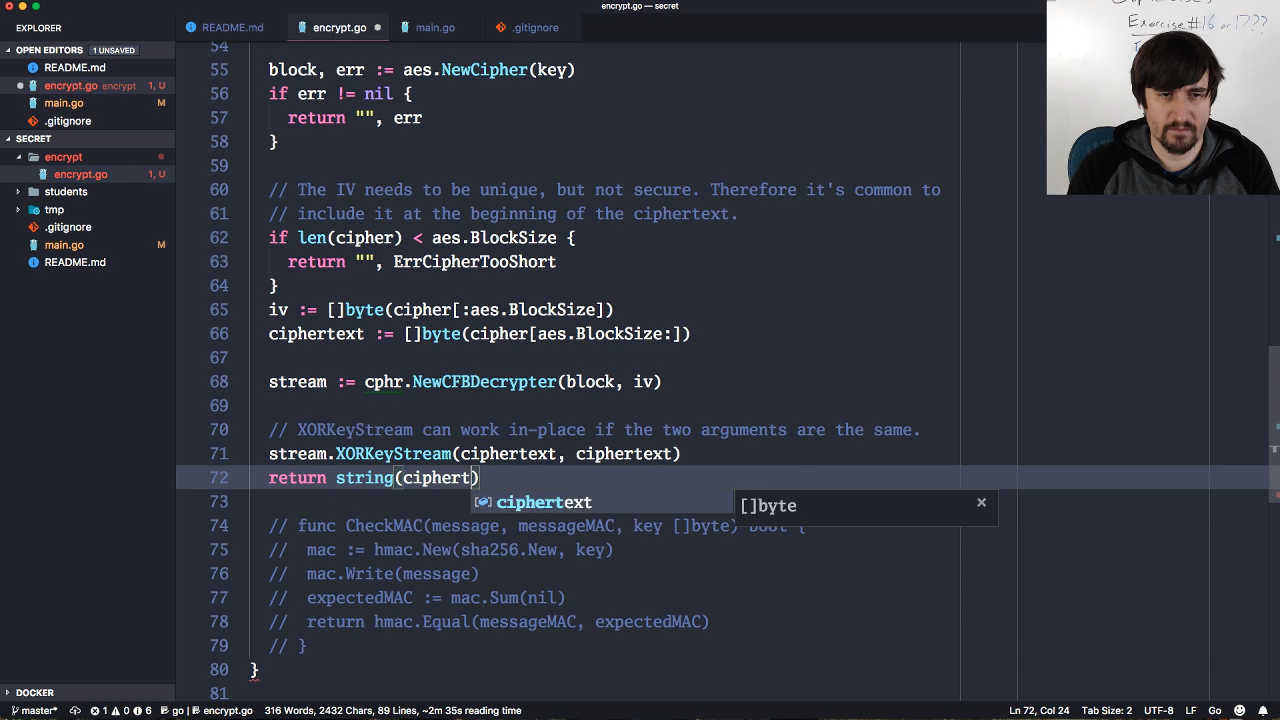 encrypt.go — secret
EXPLORER
README.md
encrypt.go
main.go
.gitignore
Exercise #16 or 17???
OPEN EDITORS 1 UNSAVED
README.md
encrypt.go encrypt 1, U
main.go M
.gitignore
SECRET
encrypt
encrypt.go 1, U
students
tmp
.gitignore
main.go M
README.md
DOCKER
54
55 block, err := aes.NewCipher(key)
56 if err != nil {
57 return "", err
58 }
59
60 // The IV needs to be unique, but not secure. Therefore it's common to
61 // include it at the beginning of the ciphertext.
62 if len(cipher) < aes.BlockSize {
63 return "", ErrCipherTooShort
64 }
65 iv := []byte(cipher[:aes.BlockSize])
66 ciphertext := []byte(cipher[aes.BlockSize:])
67
68 stream := cphr.NewCFBDecrypter(block, iv)
69
70 // XORKeyStream can work in-place if the two arguments are the same.
71 stream.XORKeyStream(ciphertext, ciphertext)
72 return string(ciphert)
ciphertext
[]byte
×
73
74 // func CheckMAC(message, messageMAC, key []byte) bool {
75 // mac := hmac.New(sha256.New, key)
76 // mac.Write(message)
77 // expectedMAC := mac.Sum(nil)
78 // return hmac.Equal(messageMAC, expectedMAC)
79 // }
80 }
81
master* 1 0 6 go | encrypt.go 316 Words, 2432 Chars, 89 Lines, ~2m 35s reading time Ln 72, Col 24 Tab Size: 2 UTF-8 LF Go